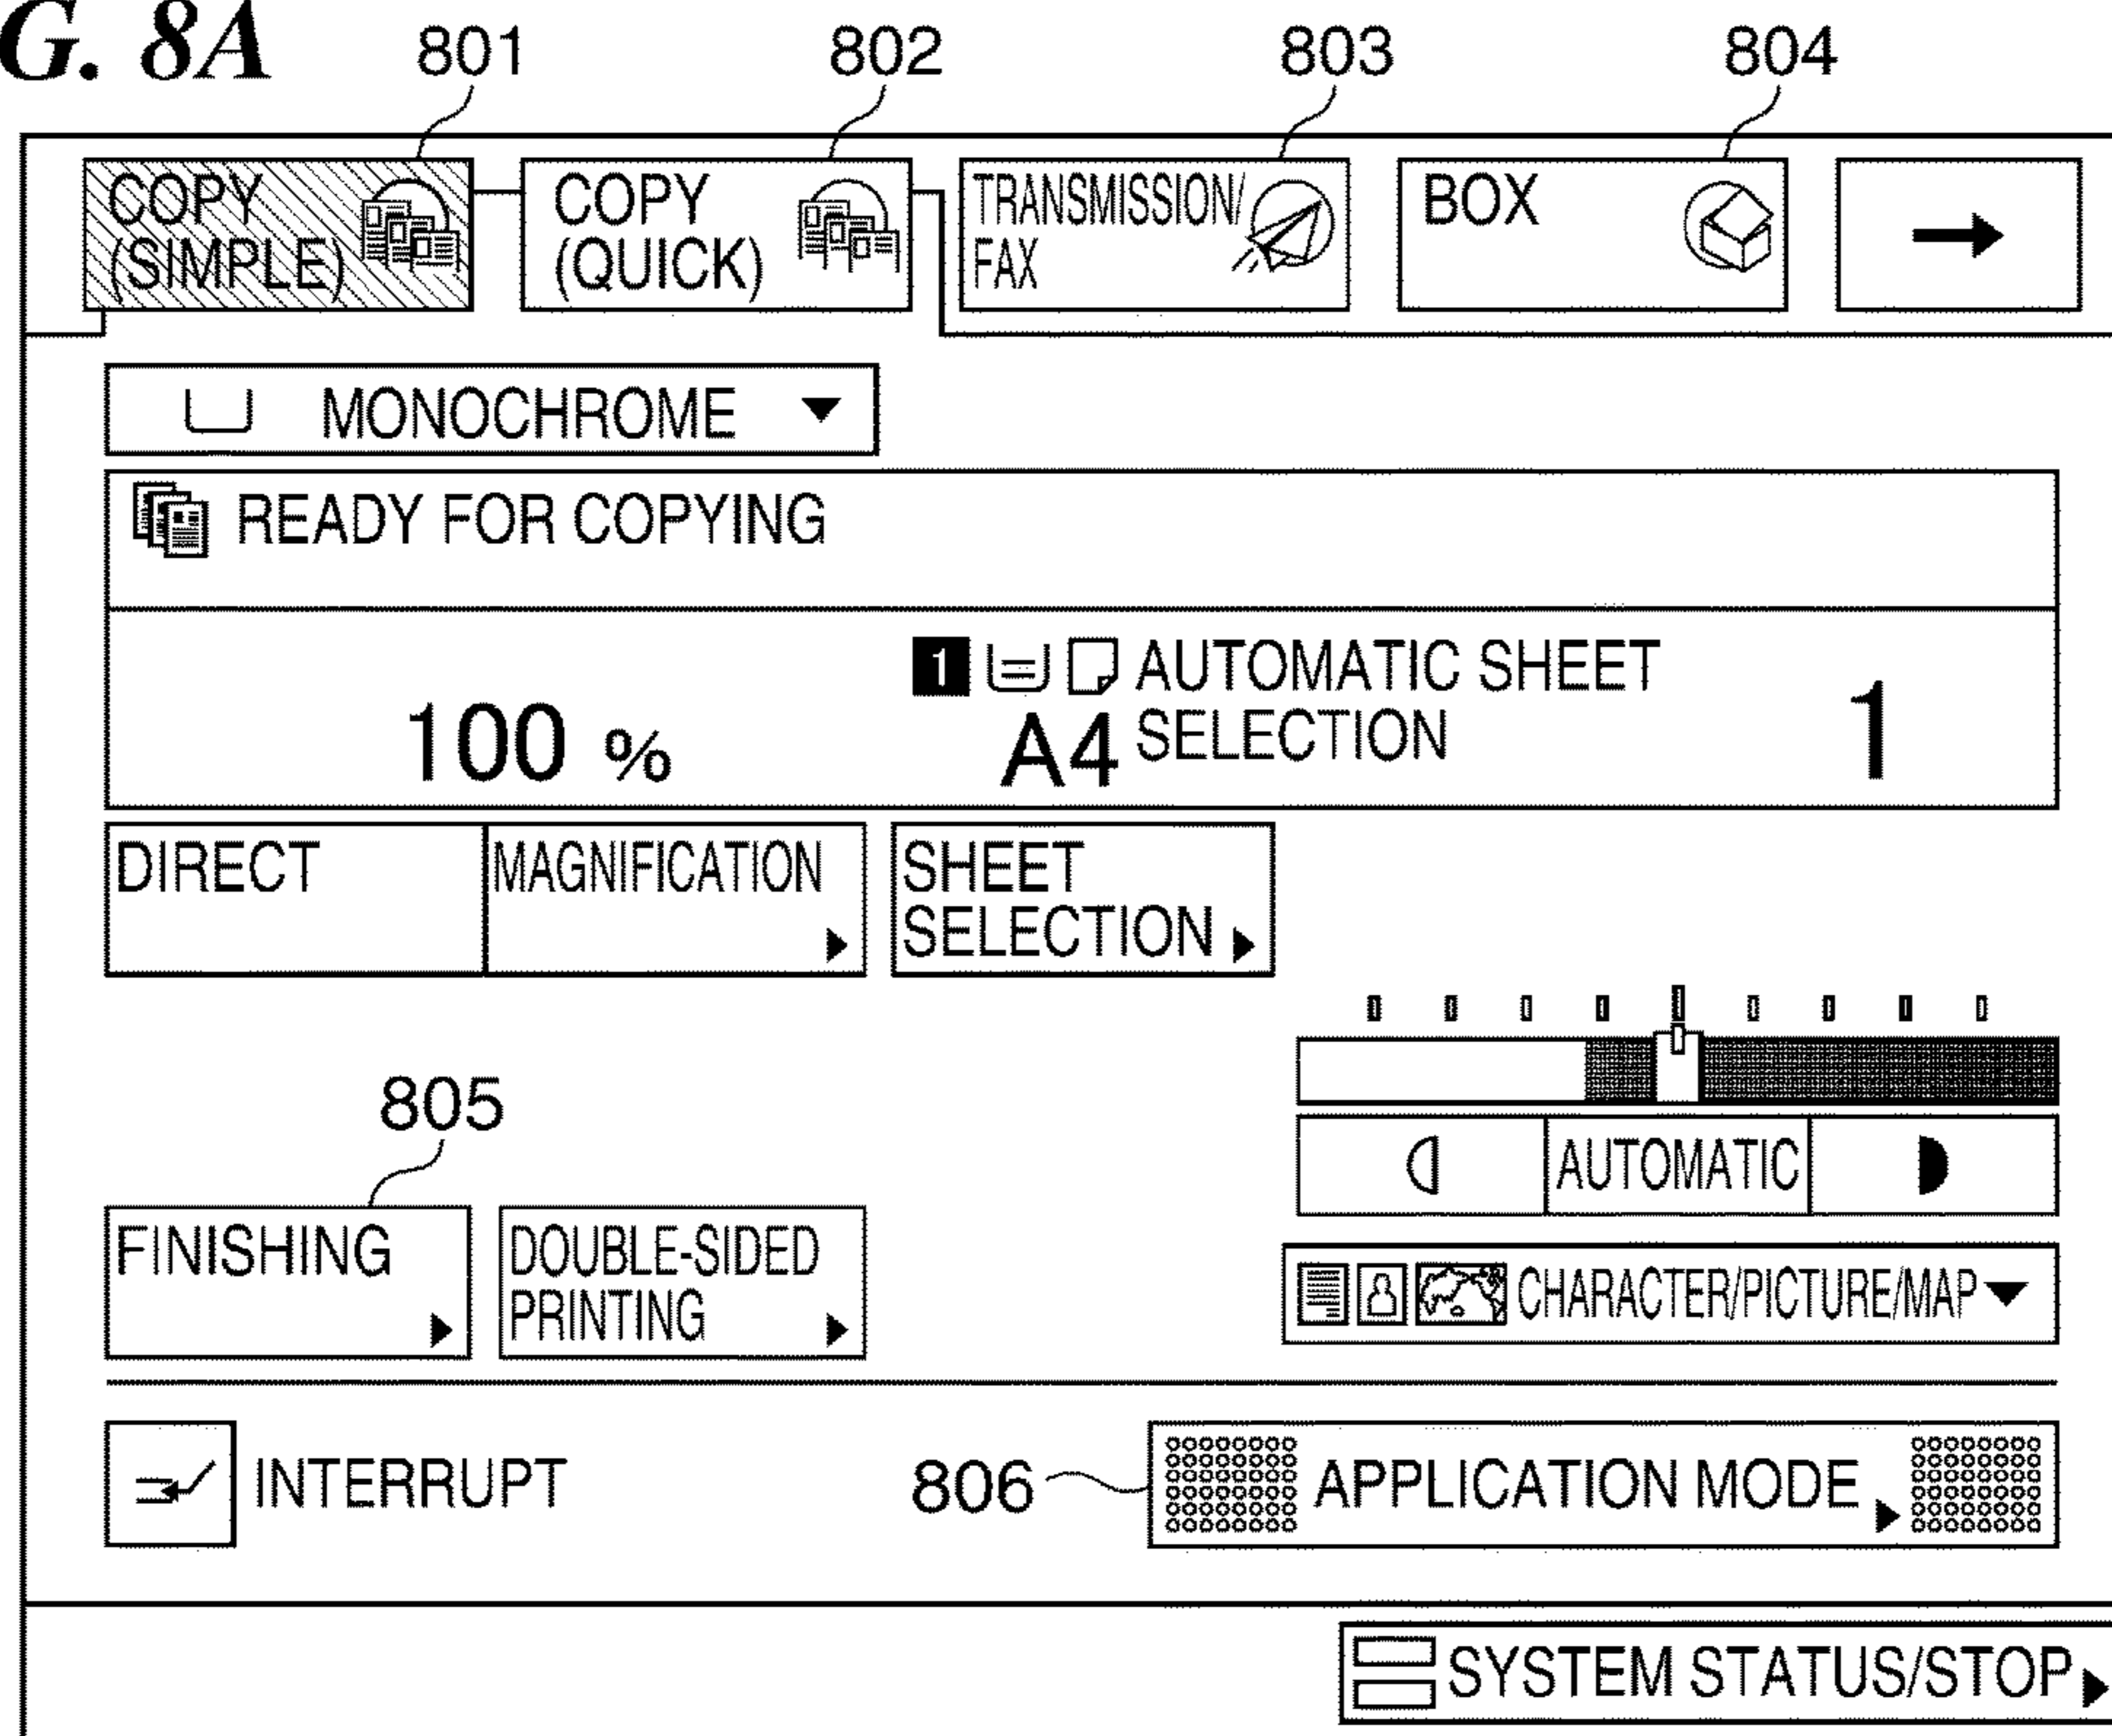 G. 8A
801 802 803 804
COPY (SIMPLE)
COPY (QUICK)
TRANSMISSION/ FAX
BOX
MONOCHROME
READY FOR COPYING
100 %
1 AUTOMATIC SHEET
A4 SELECTION
1
DIRECT
MAGNIFICATION
SHEET
SELECTION
805
AUTOMATIC
FINISHING
DOUBLE-SIDED
PRINTING
CHARACTER/PICTURE/MAP
INTERRUPT
806
APPLICATION MODE
SYSTEM STATUS/STOP